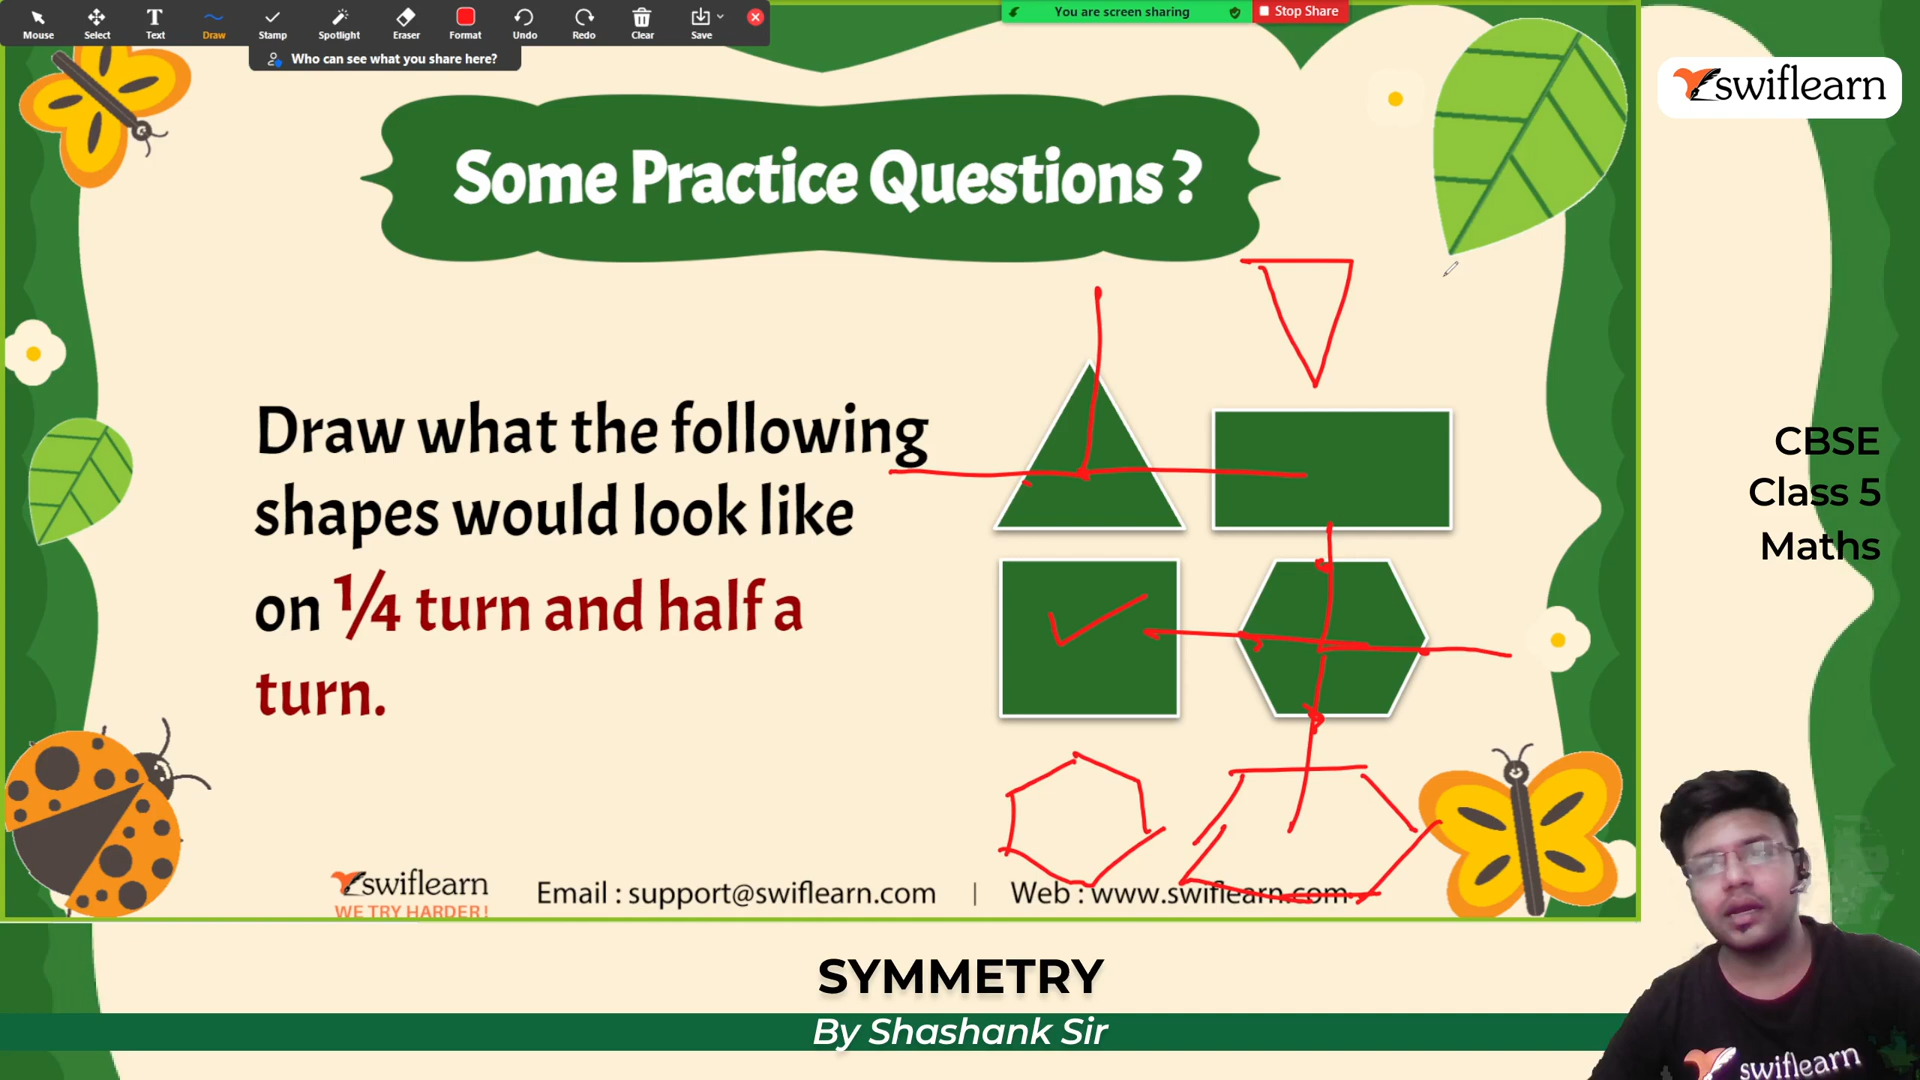 Mouse
Select
Text
Draw
Stamp
Spotlight
Eraser
Format
Undo
Redo
Clear
Save
You are screen sharing
Stop Share
Who can see what you share here?
swiflearn
Some Practice Questions ?
Draw what the following
shapes would look like
on ¼ turn and half a
turn.
CBSE
Class 5
Maths
swiflearn
WE TRY HARDER!
Email : support@swiflearn.com | Web : www.swiflearn.com
SYMMETRY
By Shashank Sir
swiflearn